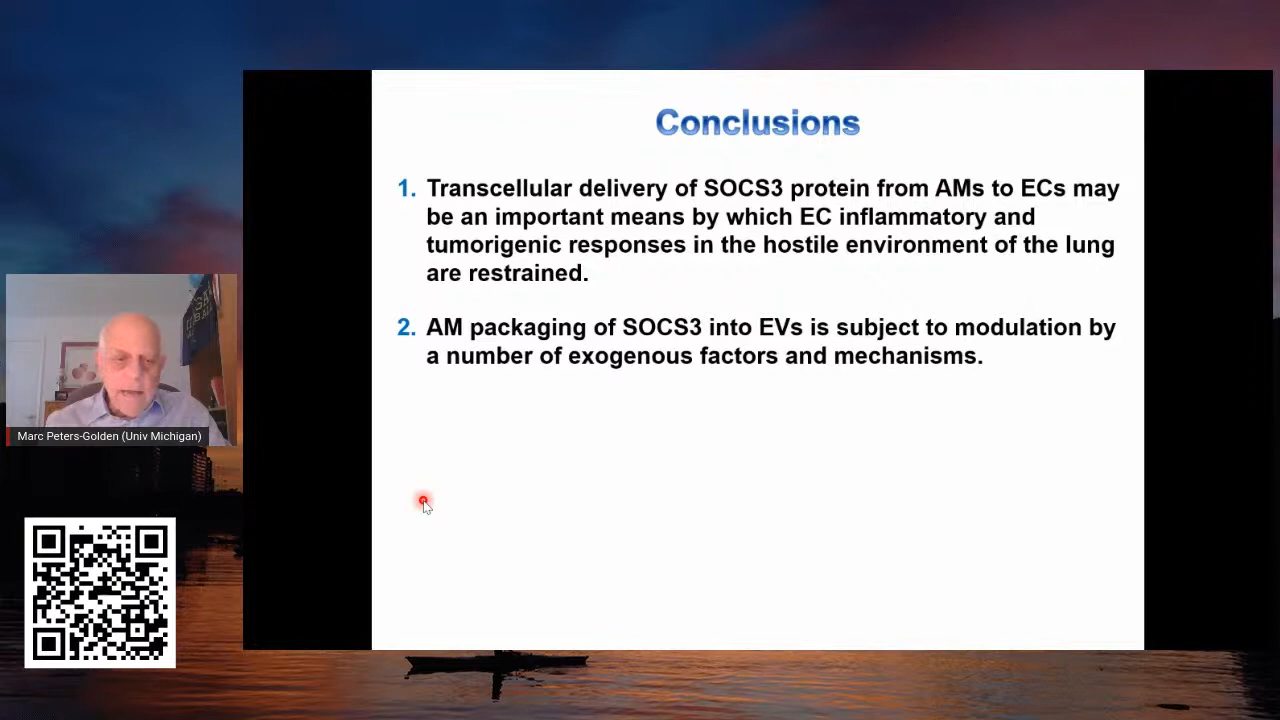 Conclusions
1. Transcellular delivery of SOCS3 protein from AMs to ECs may
be an important means by which EC inflammatory and
tumorigenic responses in the hostile environment of the lung
are restrained.
2. AM packaging of SOCS3 into EVs is subject to modulation by
a number of exogenous factors and mechanisms.
Marc Peters-Golden (Univ Michigan)